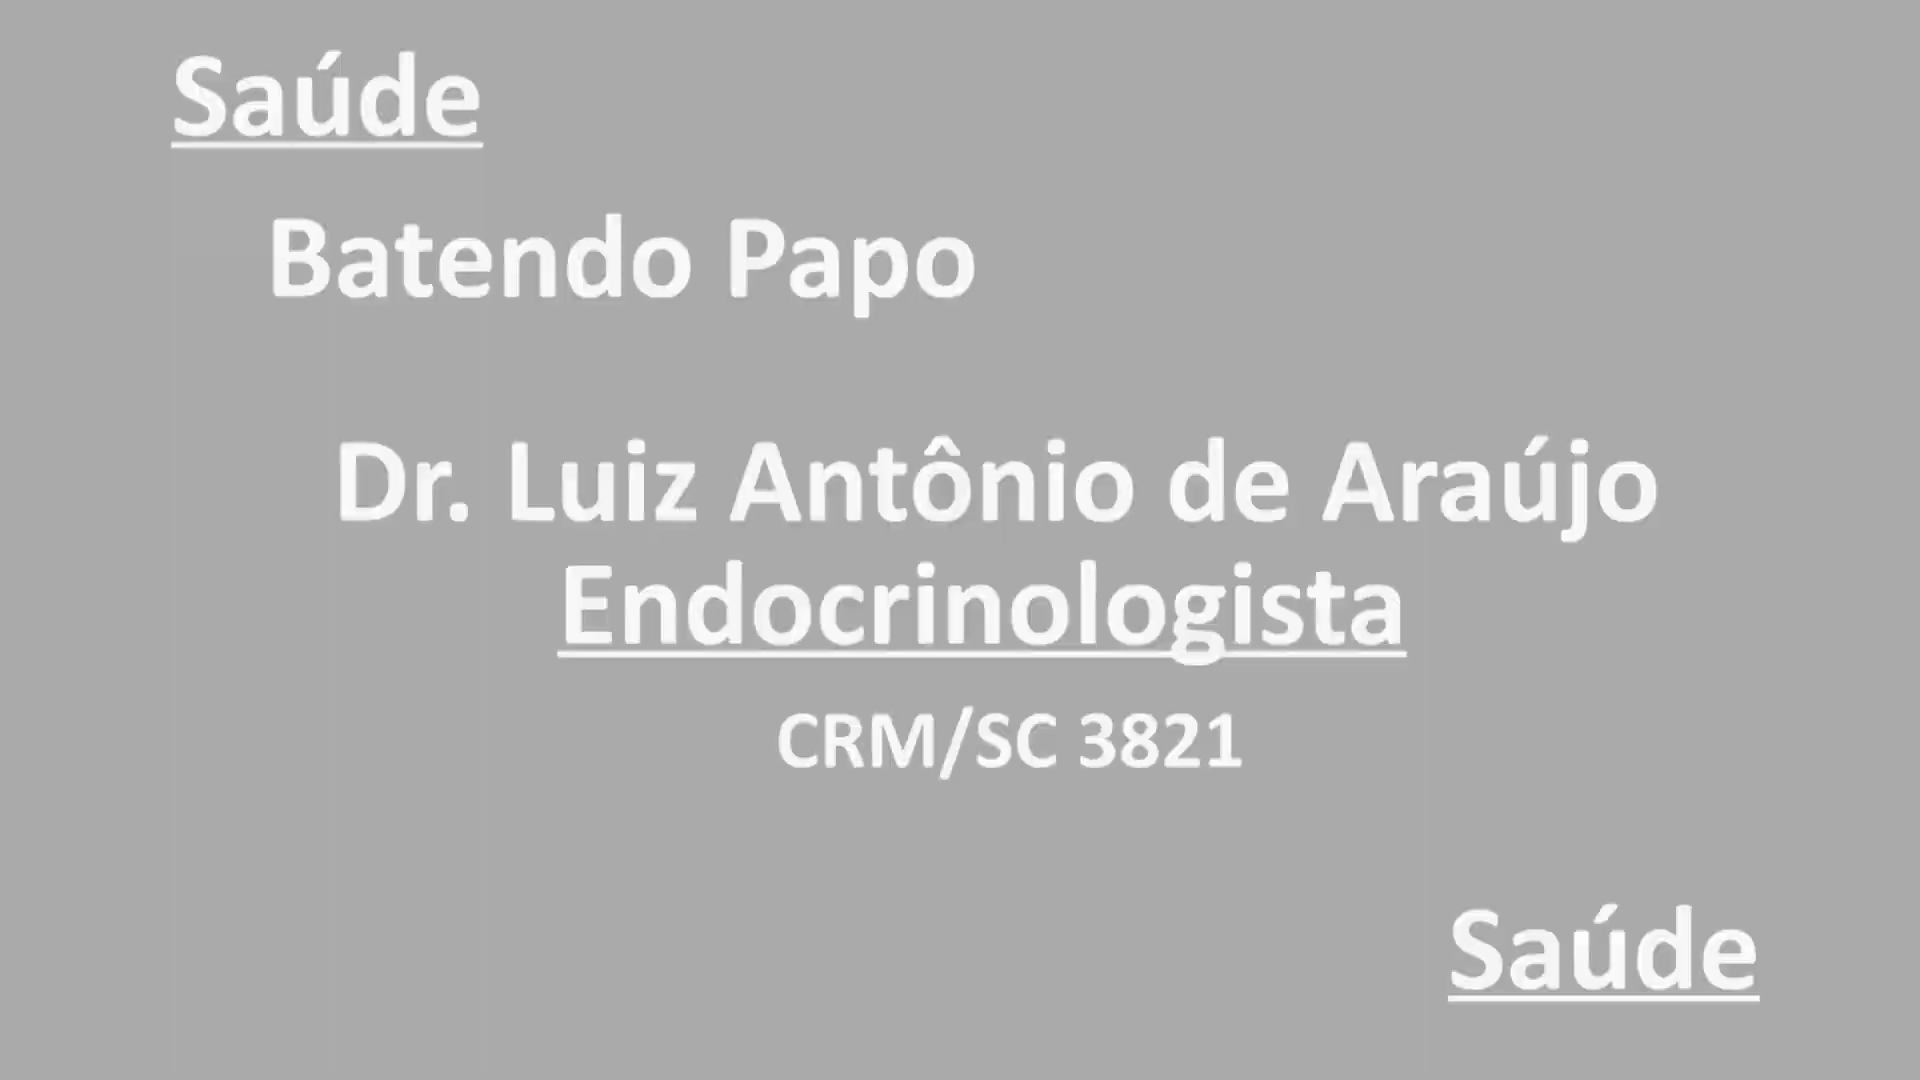 Saúde
Batendo Papo
Dr. Luiz Antônio de Araújo
Endocrinologista
CRM/SC 3821
Saúde